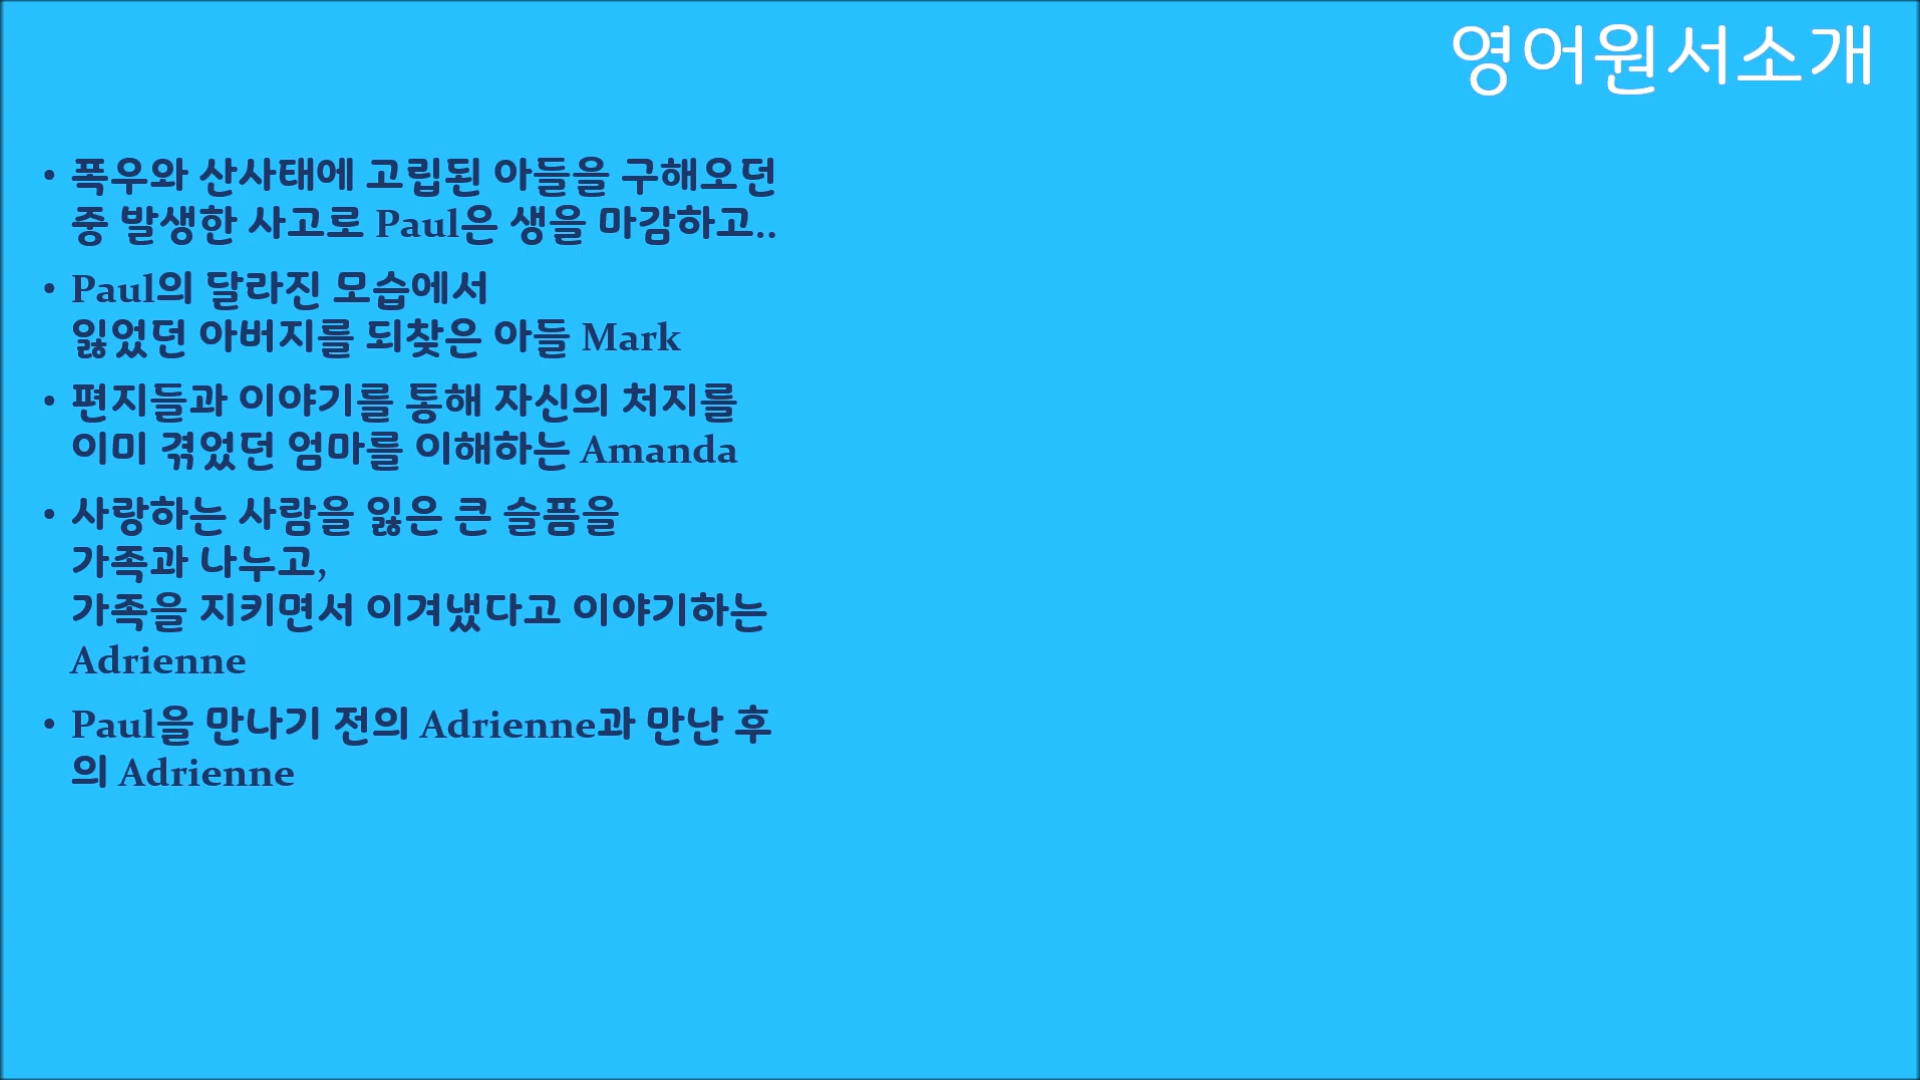 영어원서소개
• 폭우와 산사태에 고립된 아들을 구해오던
중 발생한 사고로 Paul은 생을 마감하고..
• Paul의 달라진 모습에서
잃었던 아버지를 되찾은 아들 Mark
• 편지들과 이야기를 통해 자신의 처지를
이미 겪었던 엄마를 이해하는 Amanda
• 사랑하는 사람을 잃은 큰 슬픔을
가족과 나누고,
가족을 지키면서 이겨냈다고 이야기하는
Adrienne
• Paul을 만나기 전의 Adrienne과 만난 후
의 Adrienne